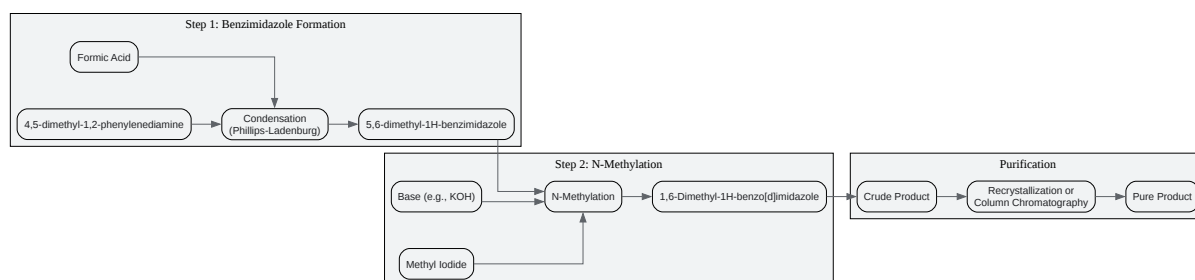 Step 1: Benzimidazole Formation
Formic Acid
4,5-dimethyl-1,2-phenylenediamine
Condensation
(Phillips-Ladenburg)
5,6-dimethyl-1H-benzimidazole
Step 2: N-Methylation
Base (e.g., KOH)
N-Methylation
1,6-Dimethyl-1H-benzo[d]imidazole
Methyl Iodide
Purification
Crude Product
Recrystallization or
Column Chromatography
Pure Product